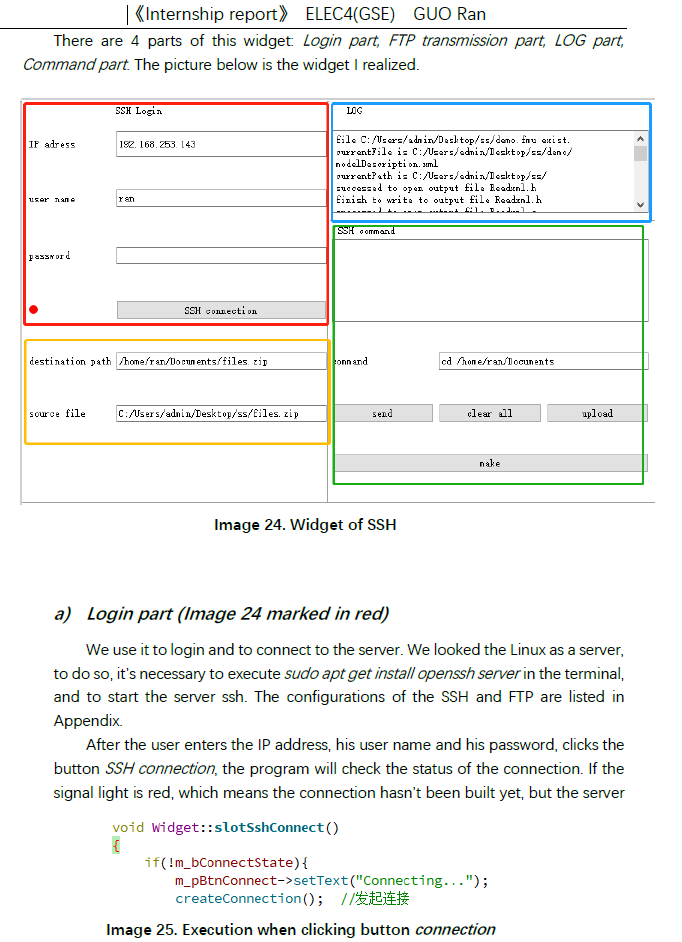 《Internship report》 ELEC4(GSE) GUO Ran
There are 4 parts of this widget: Login part, FTP transmission part, LOG part,
Command part. The picture below is the widget I realized.
SSH Login
IP adress
192.168.253.143
user name
ran
password
SSH connection
LOG
file C:/Users/admin/Desktop/ss/demo.fmu exist.
currentFile is C:/Users/admin/Desktop/ss/demo/
modelDescription.xml
currentPath is C:/Users/admin/Desktop/ss/
successed to open output file Readxml.h
finish to write to output file Readxml.h
SSH command
destination path
/home/ran/Documents/files.zip
source file
C:/Users/admin/Desktop/ss/files.zip
ommand
cd /home/ran/Documents
send
clear all
upload
make
Image 24. Widget of SSH
a) Login part (Image 24 marked in red)
We use it to login and to connect to the server. We looked the Linux as a server,
to do so, it's necessary to execute sudo apt get install openssh server in the terminal,
and to start the server ssh. The configurations of the SSH and FTP are listed in
Appendix.
After the user enters the IP address, his user name and his password, clicks the
button SSH connection, the program will check the status of the connection. If the
signal light is red, which means the connection hasn't been built yet, but the server
void Widget::slotSshConnect()
{
if(!m_bConnectState){
m_pBtnConnect->setText("Connecting...");
createConnection(); //发起连接
Image 25. Execution when clicking button connection